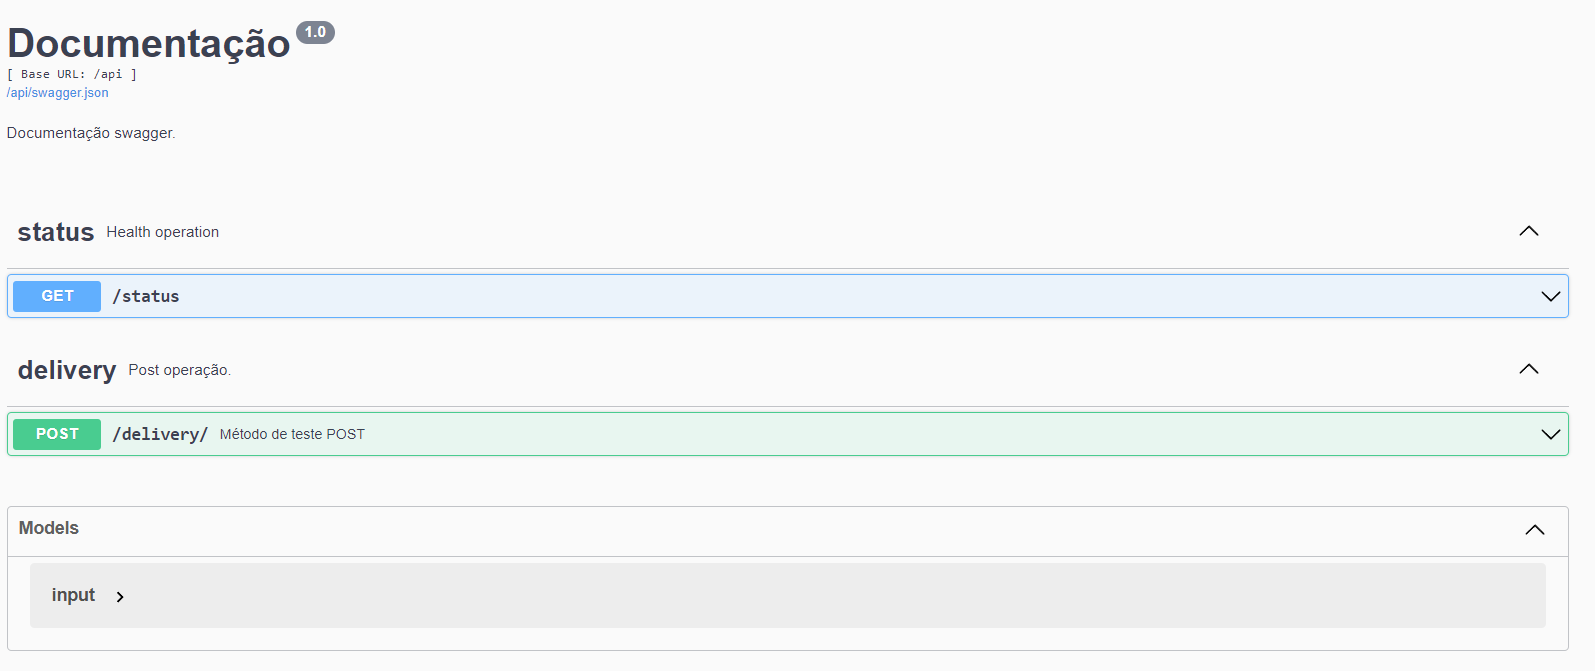 Documentação 1.0
[ Base URL: /api ]
/api/swagger.json
Documentação swagger.
status Health operation
GET /status
delivery Post operação.
POST /delivery/ Método de teste POST
Models
input